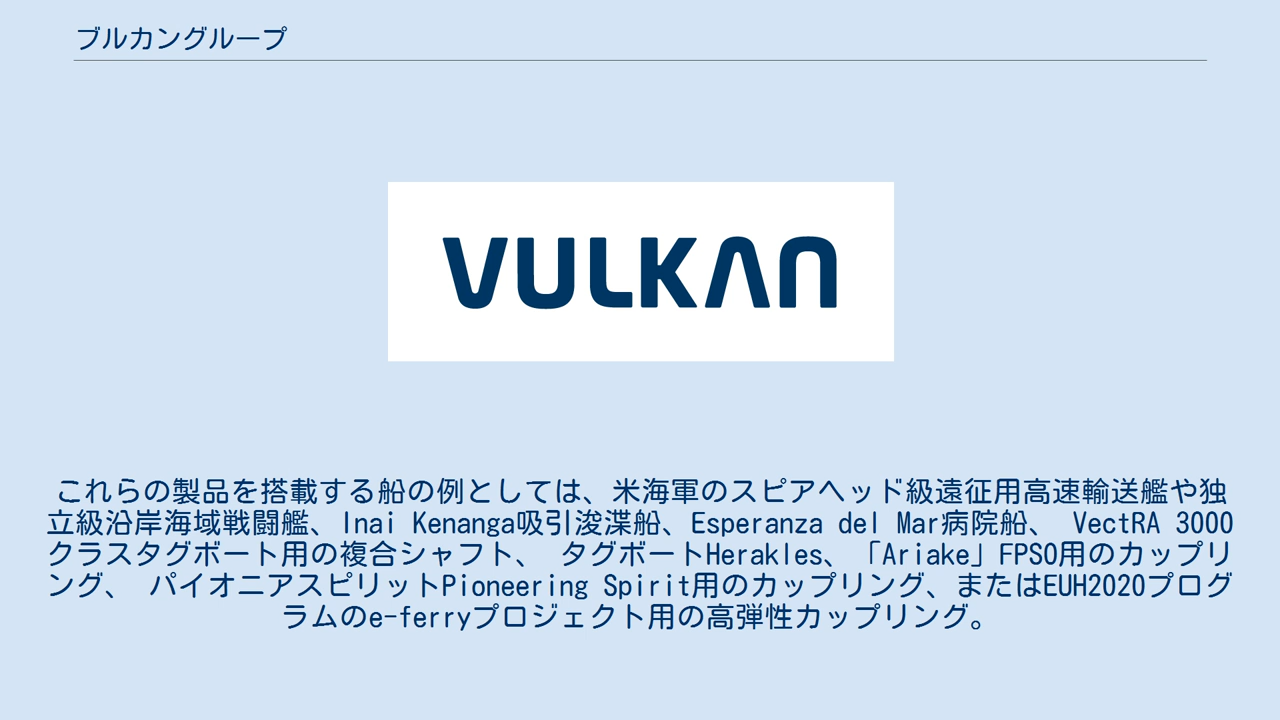 ブルカングループ
VULKAN
これらの製品を搭載する船の例としては、米海軍のスピアヘッド級遠征用高速輸送艦や独
立級沿岸海域戦闘艦、Inai Kenanga吸引浚渫船、Esperanza del Mar病院船、 VectRA 3000
クラスタグボート用の複合シャフト、 タグボートHerakles、「Ariake」FPSO用のカップリ
ング、 パイオニアスピリットPioneering Spirit用のカップリング、またはEUH2020プログ
ラムのe-ferryプロジェクト用の高弾性カップリング。